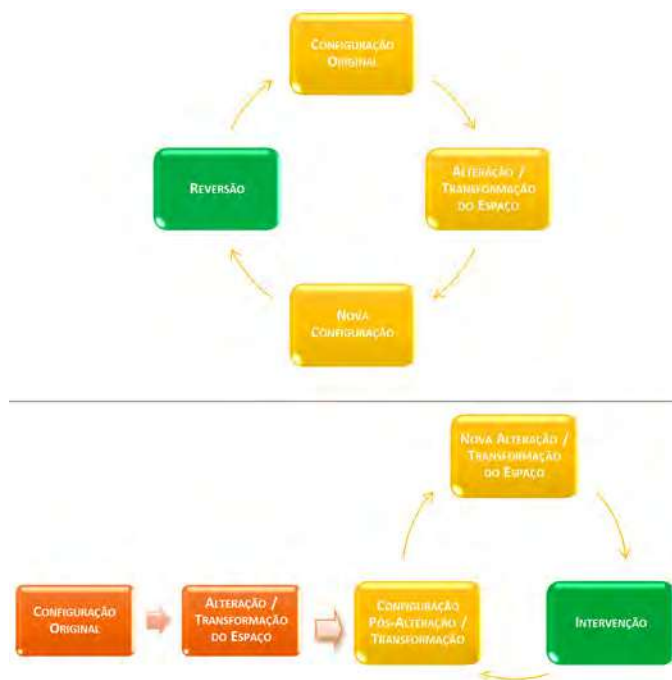 CONFIGURAÇÃO
ORIGINAL
REVERSÃO
ALTERAÇÃO /
TRANSFORMAÇÃO
DO ESPAÇO
NOVA
CONFIGURAÇÃO
NOVA ALTERAÇÃO /
TRANSFORMAÇÃO
DO ESPAÇO
CONFIGURAÇÃO
ORIGINAL
ALTERAÇÃO /
TRANSFORMAÇÃO
DO ESPAÇO
CONFIGURAÇÃO
PÓS-ALTERAÇÃO /
TRANSFORMAÇÃO
INTERVENÇÃO